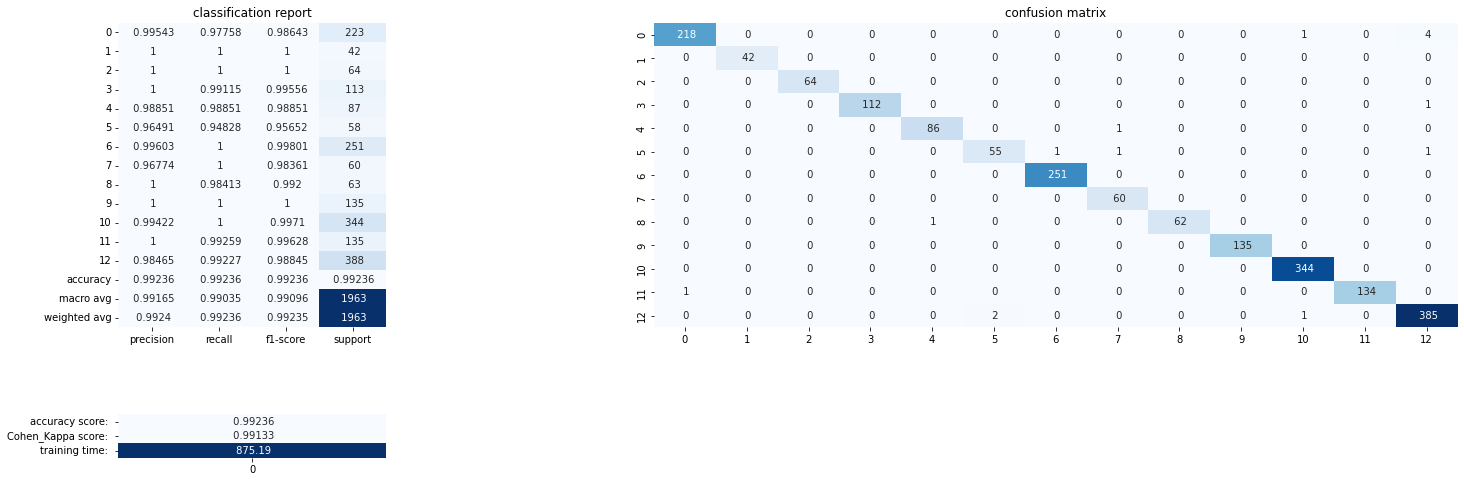 classification report
0 0.99543 0.97758 0.98643 223
1 1 1 1 42
2 1 1 1 64
3 1 0.99115 0.99556 113
4 0.98851 0.98851 0.98851 87
5 0.96491 0.94828 0.95652 58
6 0.99603 1 0.99801 251
7 0.96774 1 0.98361 60
8 1 0.98413 0.992 63
9 1 1 1 135
10 0.99422 1 0.9971 344
11 1 0.99259 0.99628 135
12 0.98465 0.99227 0.98845 388
accuracy 0.99236 0.99236 0.99236 0.99236
macro avg 0.99165 0.99035 0.99096 1963
weighted avg 0.9924 0.99236 0.99235 1963
precision recall f1-score support
confusion matrix
0 218 0 0 0 0 0 0 0 0 0 1 0 4
1 0 42 0 0 0 0 0 0 0 0 0 0 0
2 0 0 64 0 0 0 0 0 0 0 0 0 0
3 0 0 0 112 0 0 0 0 0 0 0 0 1
4 0 0 0 0 86 0 0 1 0 0 0 0 0
5 0 0 0 0 0 55 1 1 0 0 0 0 1
6 0 0 0 0 0 0 251 0 0 0 0 0 0
7 0 0 0 0 0 0 0 60 0 0 0 0 0
8 0 0 0 0 1 0 0 0 62 0 0 0 0
9 0 0 0 0 0 0 0 0 0 135 0 0 0
10 0 0 0 0 0 0 0 0 0 0 344 0 0
11 1 0 0 0 0 0 0 0 0 0 0 134 0
12 0 0 0 0 0 2 0 0 0 0 1 0 385
0 1 2 3 4 5 6 7 8 9 10 11 12
accuracy score: 0.99236
Cohen_Kappa score: 0.99133
training time: 875.19
0